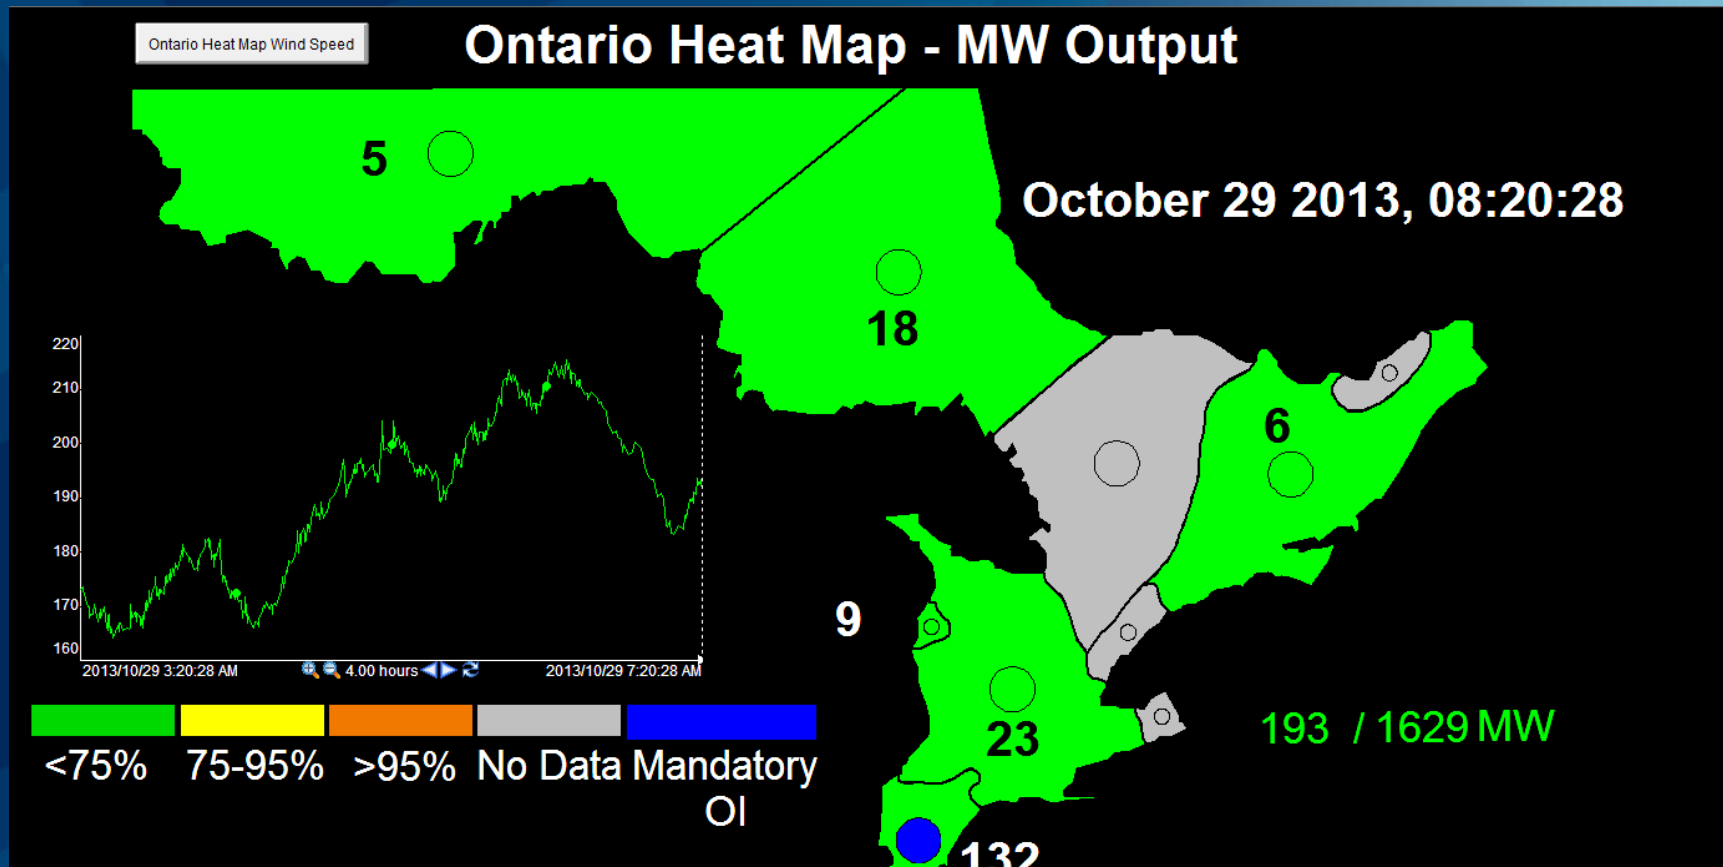 Ontario Heat Map Wind Speed
Ontario Heat Map - MW Output
5
October 29 2013, 08:20:28
18
6
220
210
200
190
180
170
160
2013/10/29 3:20:28 AM 4.00 hours 2013/10/29 7:20:28 AM
9
23
193 / 1629 MW
<75% 75-95% >95% No Data Mandatory
OI
132